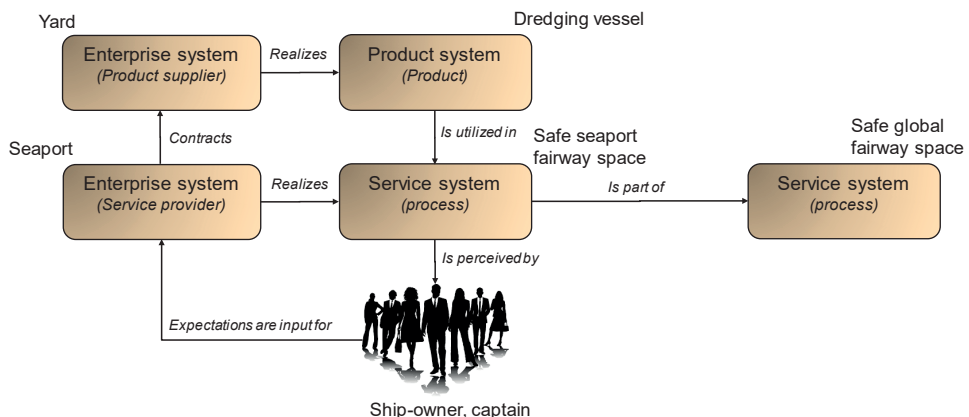 Yard
Dredging vessel
Enterprise system
(Product supplier)
Realizes
Product system
(Product)
Contracts
Is utilized in
Seaport
Safe seaport
fairway space
Safe global
fairway space
Enterprise system
(Service provider)
Realizes
Service system
(process)
Is part of
Service system
(process)
Is perceived by
Expectations are input for
Ship-owner, captain